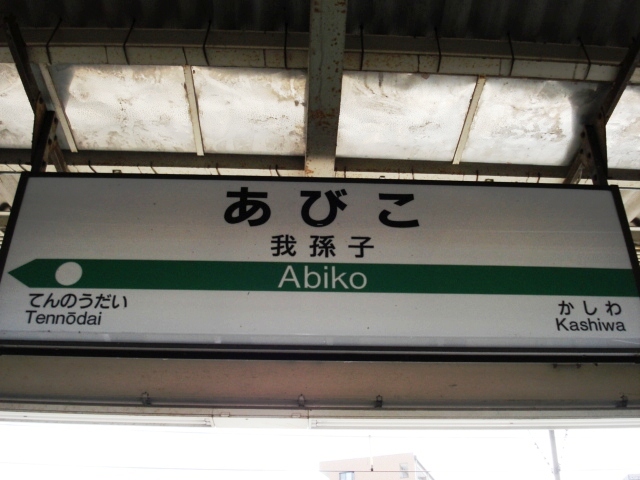 あびこ
我孫子
Abiko
てんのうだい
Tennōdai
かしわ
Kashiwa